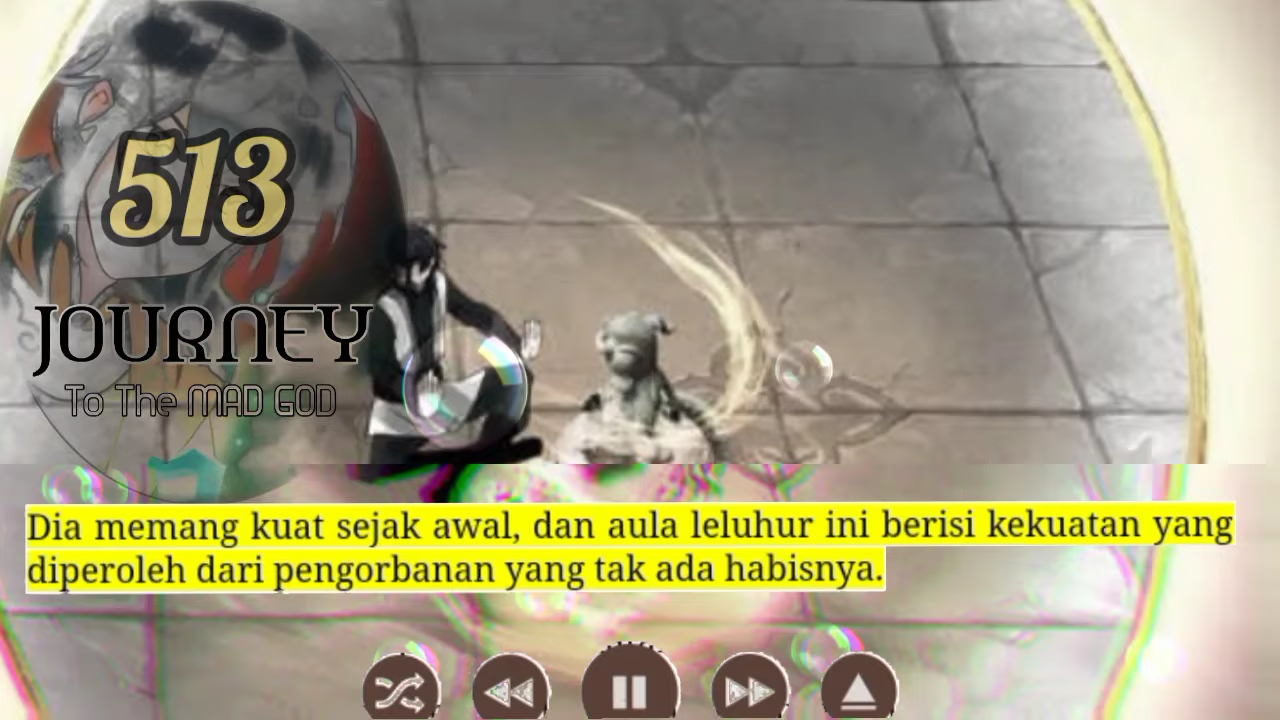 513
JOURNEY
To The MAD GOD
Dia memang kuat sejak awal, dan aula leluhur ini berisi kekuatan yang
diperoleh dari pengorbanan yang tak ada habisnya.